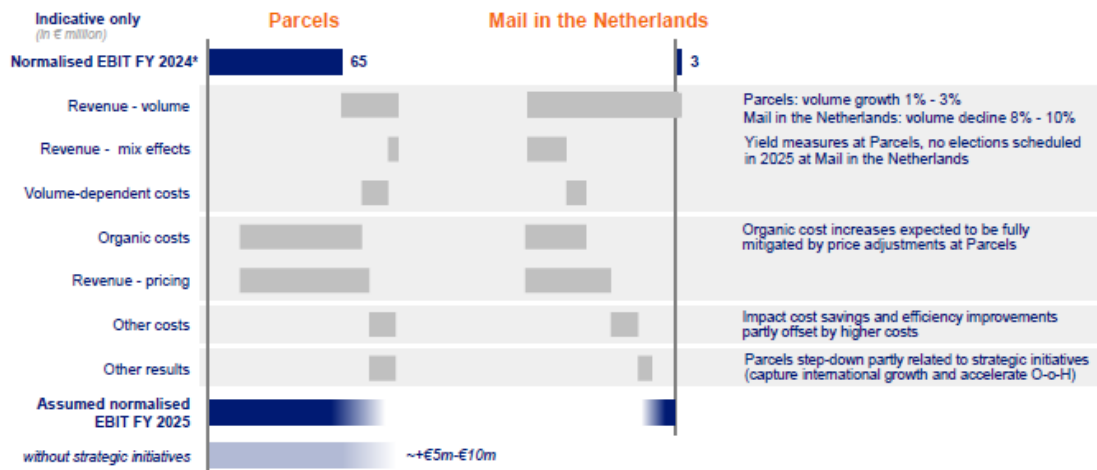 Indicative only
(in € million)
Parcels
Mail in the Netherlands
Normalised EBIT FY 2024*
65
3
Revenue - volume
Parcels: volume growth 1% - 3%
Mail in the Netherlands: volume decline 8% - 10%
Revenue - mix effects
Yield measures at Parcels, no elections scheduled
in 2025 at Mail in the Netherlands
Volume-dependent costs
Organic costs
Organic cost increases expected to be fully
mitigated by price adjustments at Parcels
Revenue - pricing
Other costs
Impact cost savings and efficiency improvements
partly offset by higher costs
Other results
Parcels step-down partly related to strategic initiatives
(capture international growth and accelerate O-o-H)
Assumed normalised
EBIT FY 2025
without strategic initiatives
~+€5m-€10m